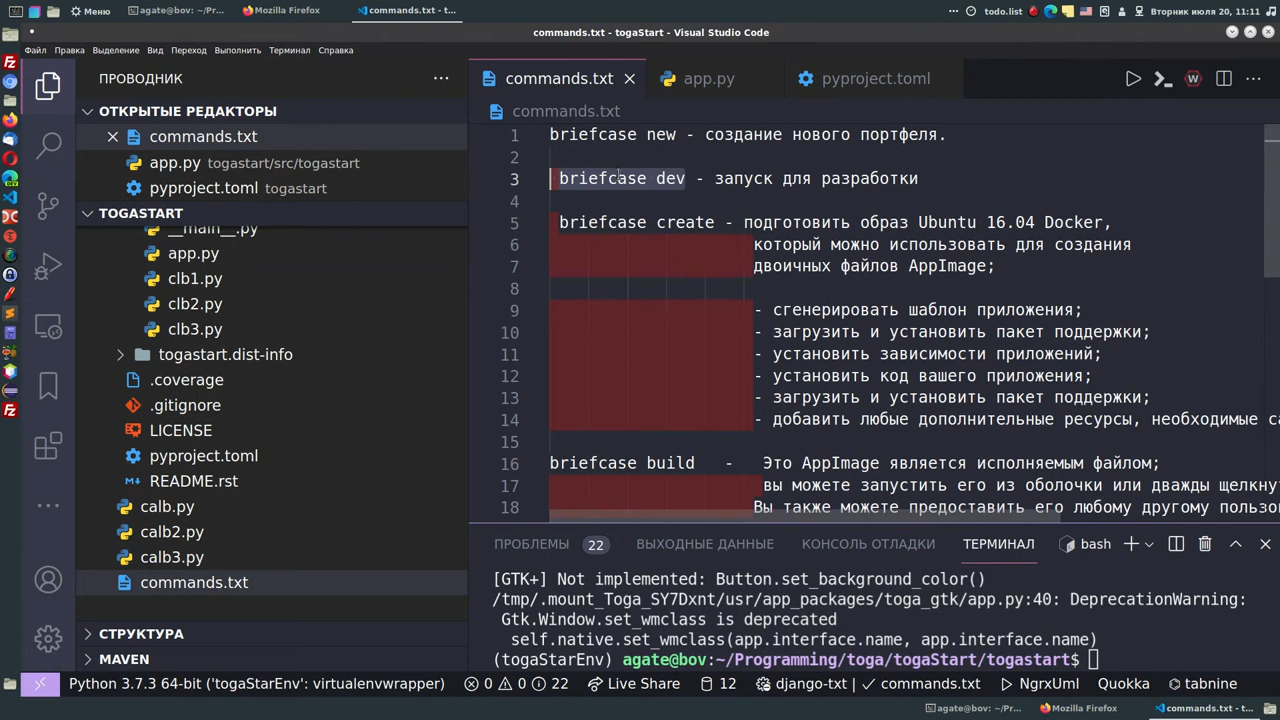 Меню
agate@bov: ~/Pr...
Mozilla Firefox
commands.txt - t...
todo.list
Вторник июля 20, 11:11
commands.txt - togaStart - Visual Studio Code
Файл Правка Выделение Вид Переход Выполнить Терминал Справка
ПРОВОДНИК
ОТКРЫТЫЕ РЕДАКТОРЫ
commands.txt
app.py togastart/src/togastart
pyproject.toml togastart
TOGASTART
__main__.py
app.py
clb1.py
clb2.py
clb3.py
togastart.dist-info
.coverage
.gitignore
LICENSE
pyproject.toml
README.rst
calb.py
calb2.py
calb3.py
commands.txt
СТРУКТУРА
MAVEN
commands.txt
app.py
pyproject.toml
commands.txt
1 briefcase new - создание нового портфеля.
2
3 briefcase dev - запуск для разработки
4
5 briefcase create - подготовить образ Ubuntu 16.04 Docker,
6 который можно использовать для создания
7 двоичных файлов AppImage;
8
9 - сгенерировать шаблон приложения;
10 - загрузить и установить пакет поддержки;
11 - установить зависимости приложений;
12 - установить код вашего приложения;
13 - загрузить и установить пакет поддержки;
14 - добавить любые дополнительные ресурсы, необходимые са
15
16 briefcase build - Это AppImage является исполняемым файлом;
17 вы можете запустить его из оболочки или дважды щелкну
18 Вы также можете предоставить его любому другому пользо
ПРОБЛЕМЫ 22 ВЫХОДНЫЕ ДАННЫЕ КОНСОЛЬ ОТЛАДКИ ТЕРМИНАЛ bash
[GTK+] Not implemented: Button.set_background_color()
/tmp/.mount_Toga_SY7Dxnt/usr/app_packages/toga_gtk/app.py:40: DeprecationWarning:
Gtk.Window.set_wmclass is deprecated
self.native.set_wmclass(app.interface.name, app.interface.name)
(togaStarEnv) agate@bov:~/Programming/toga/togaStart/togastart$
Python 3.7.3 64-bit ('togaStarEnv': virtualenvwrapper) 0 0 22 Live Share 12 django-txt | ✓ commands.txt NgrxUml Quokka tabnine
agate@bov: ~/Pr...
Mozilla Firefox
commands.txt - t...